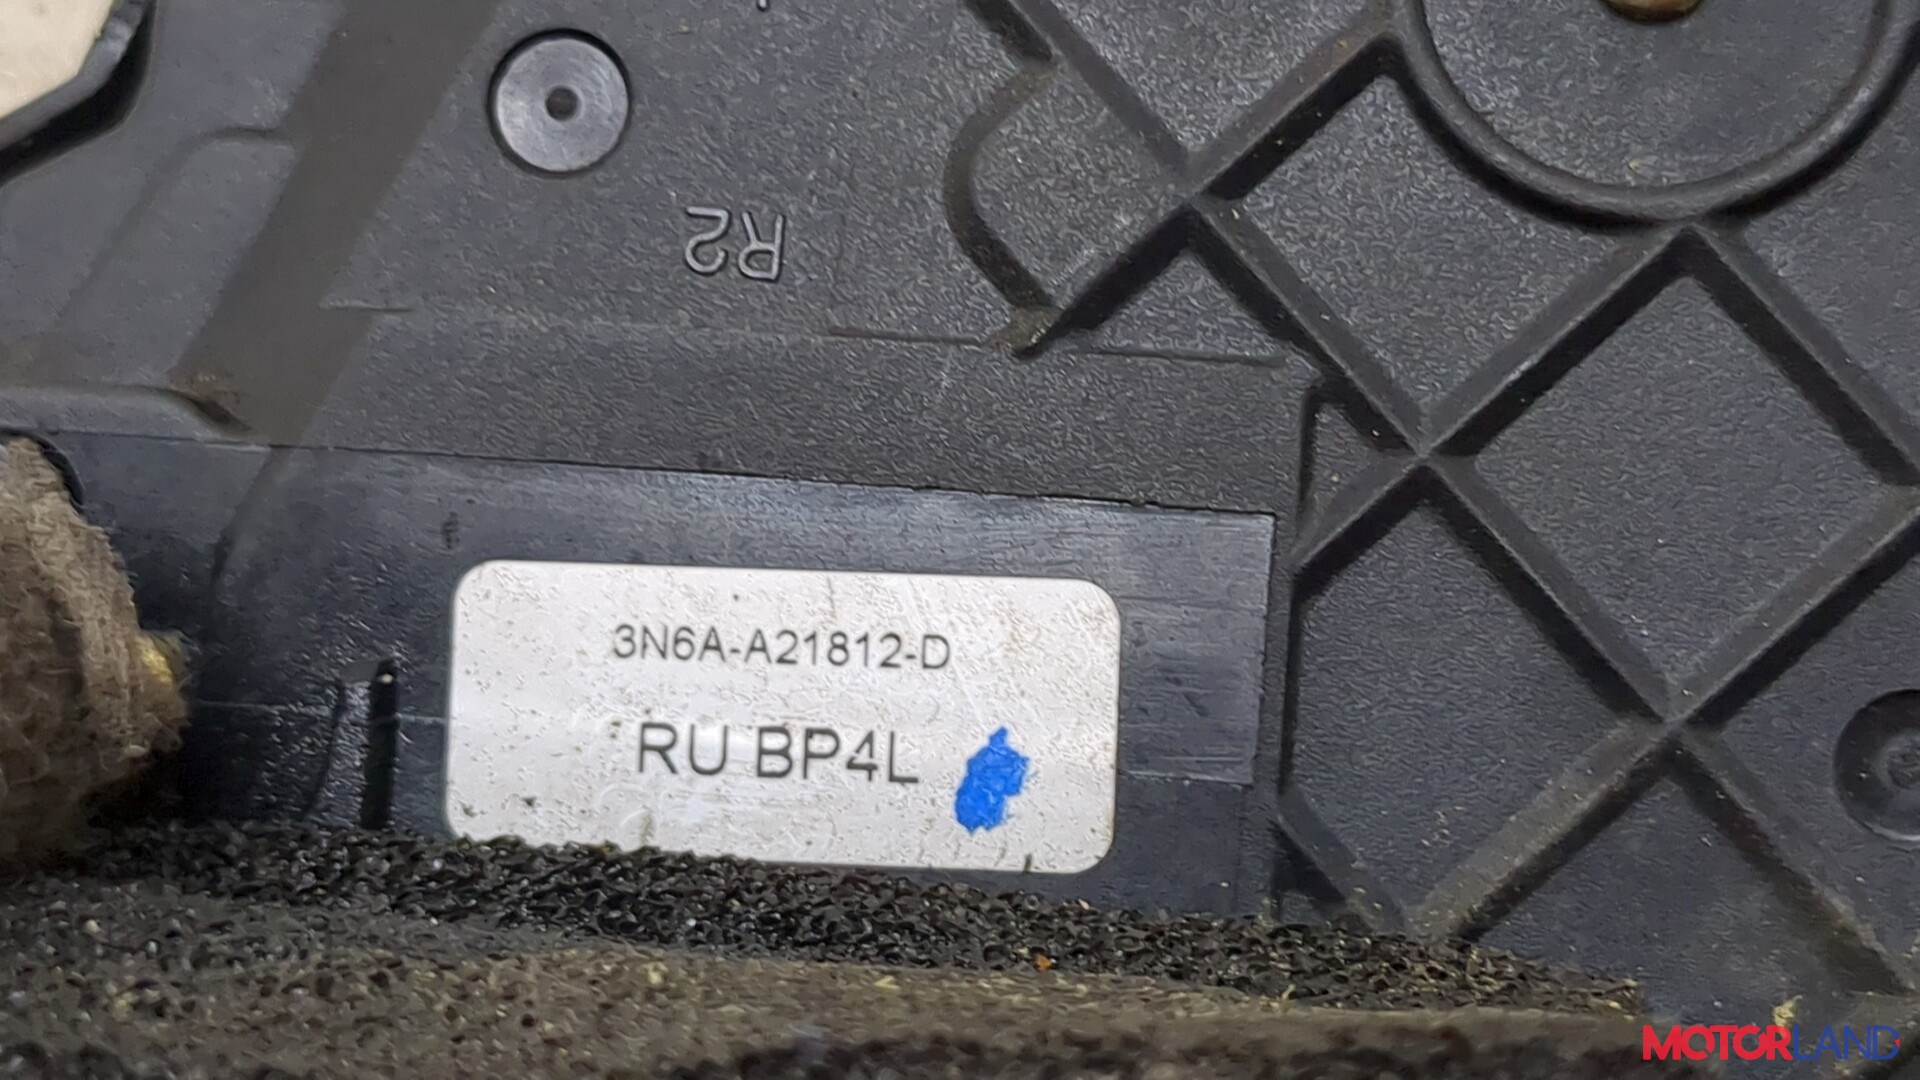 R2
3N6A-A21812-D
RU BP4L
MOTORLAND